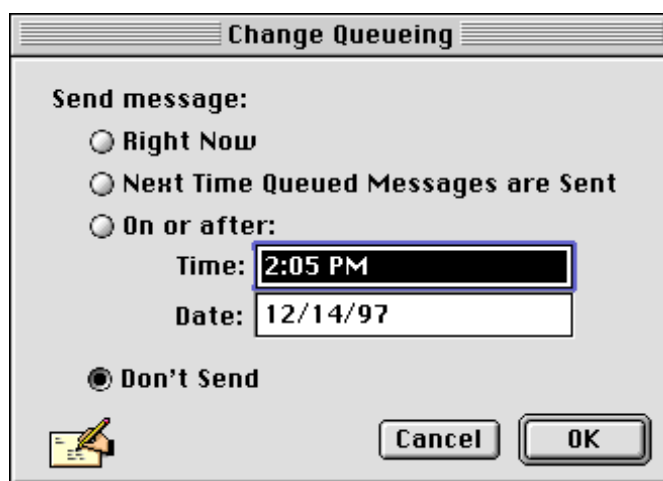 Change Queueing
Send message:
Right Now
Next Time Queued Messages are Sent
On or after:
Time: 2:05 PM
Date: 12/14/97
Don't Send
Cancel OK